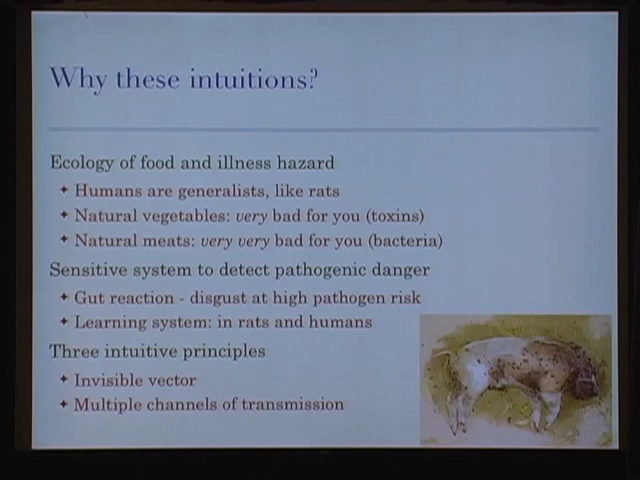 Why these intuitions?
Ecology of food and illness hazard
✦ Humans are generalists, like rats
✦ Natural vegetables: very bad for you (toxins)
✦ Natural meats: very very bad for you (bacteria)
Sensitive system to detect pathogenic danger
✦ Gut reaction - disgust at high pathogen risk
✦ Learning system: in rats and humans
Three intuitive principles
✦ Invisible vector
✦ Multiple channels of transmission